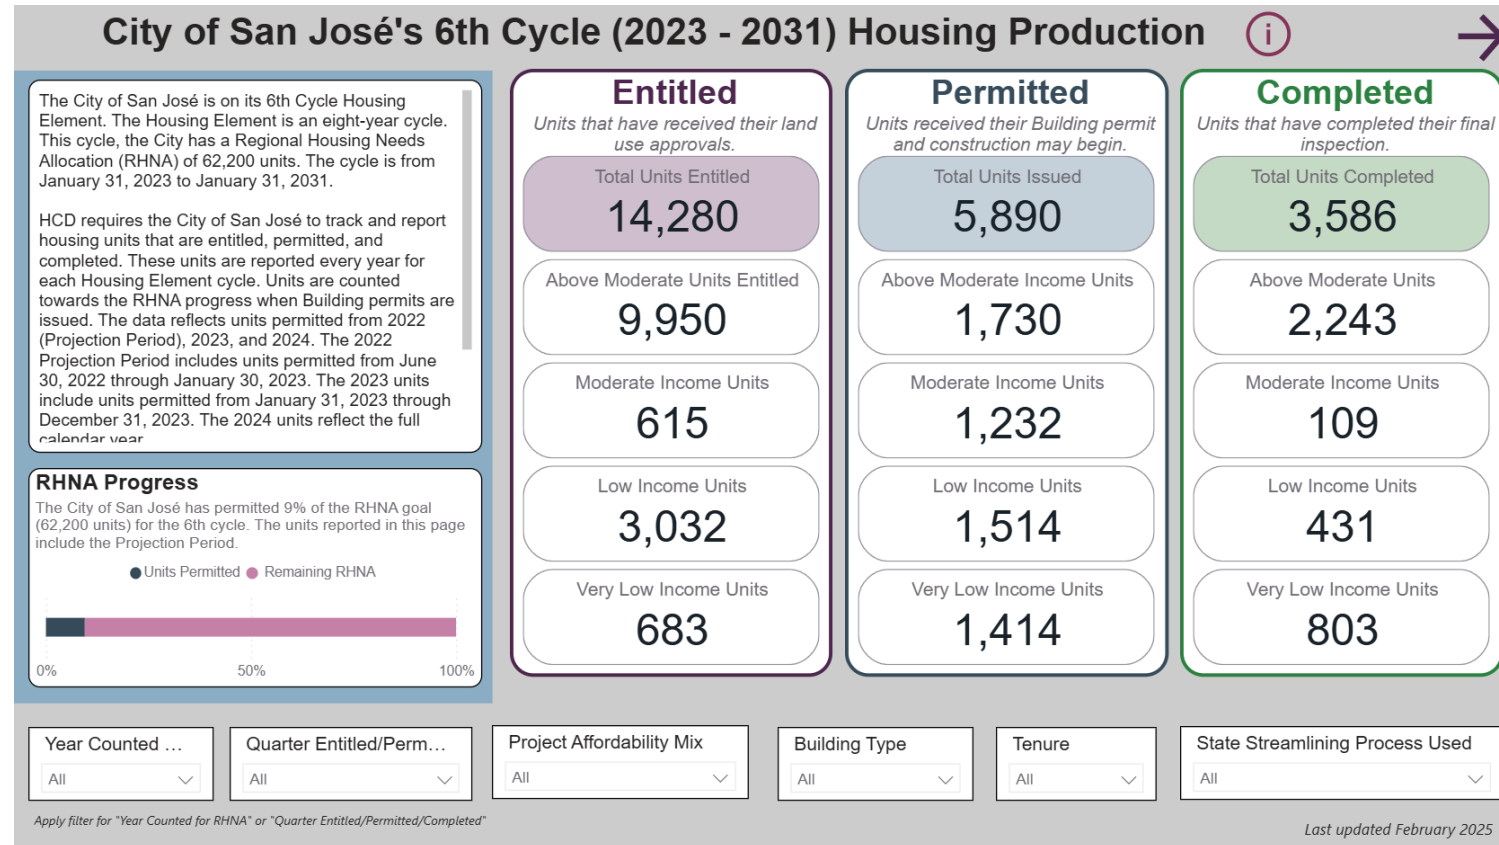 City of San José's 6th Cycle (2023 - 2031) Housing Production
i
The City of San José is on its 6th Cycle Housing
Element. The Housing Element is an eight-year cycle.
This cycle, the City has a Regional Housing Needs
Allocation (RHNA) of 62,200 units. The cycle is from
January 31, 2023 to January 31, 2031.
HCD requires the City of San José to track and report
housing units that are entitled, permitted, and
completed. These units are reported every year for
each Housing Element cycle. Units are counted
towards the RHNA progress when Building permits are
issued. The data reflects units permitted from 2022
(Projection Period), 2023, and 2024. The 2022
Projection Period includes units permitted from June
30, 2022 through January 30, 2023. The 2023 units
include units permitted from January 31, 2023 through
December 31, 2023. The 2024 units reflect the full
calendar year
RHNA Progress
The City of San José has permitted 9% of the RHNA goal
(62,200 units) for the 6th cycle. The units reported in this page
include the Projection Period.
Units Permitted Remaining RHNA
0% 50% 100%
Entitled
Units that have received their land
use approvals.
Total Units Entitled
14,280
Above Moderate Units Entitled
9,950
Moderate Income Units
615
Low Income Units
3,032
Very Low Income Units
683
Permitted
Units received their Building permit
and construction may begin.
Total Units Issued
5,890
Above Moderate Income Units
1,730
Moderate Income Units
1,232
Low Income Units
1,514
Very Low Income Units
1,414
Completed
Units that have completed their final
inspection.
Total Units Completed
3,586
Above Moderate Units
2,243
Moderate Income Units
109
Low Income Units
431
Very Low Income Units
803
Year Counted ...
All
Quarter Entitled/Perm...
All
Project Affordability Mix
All
Building Type
All
Tenure
All
State Streamlining Process Used
All
Apply filter for "Year Counted for RHNA" or "Quarter Entitled/Permitted/Completed"
Last updated February 2025